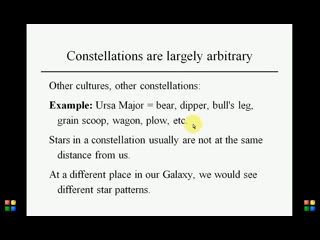 Constellations are largely arbitrary
Other cultures, other constellations:
Example: Ursa Major = bear, dipper, bull's leg,
grain scoop, wagon, plow, etc.
Stars in a constellation usually are not at the same
distance from us.
At a different place in our Galaxy, we would see
different star patterns.